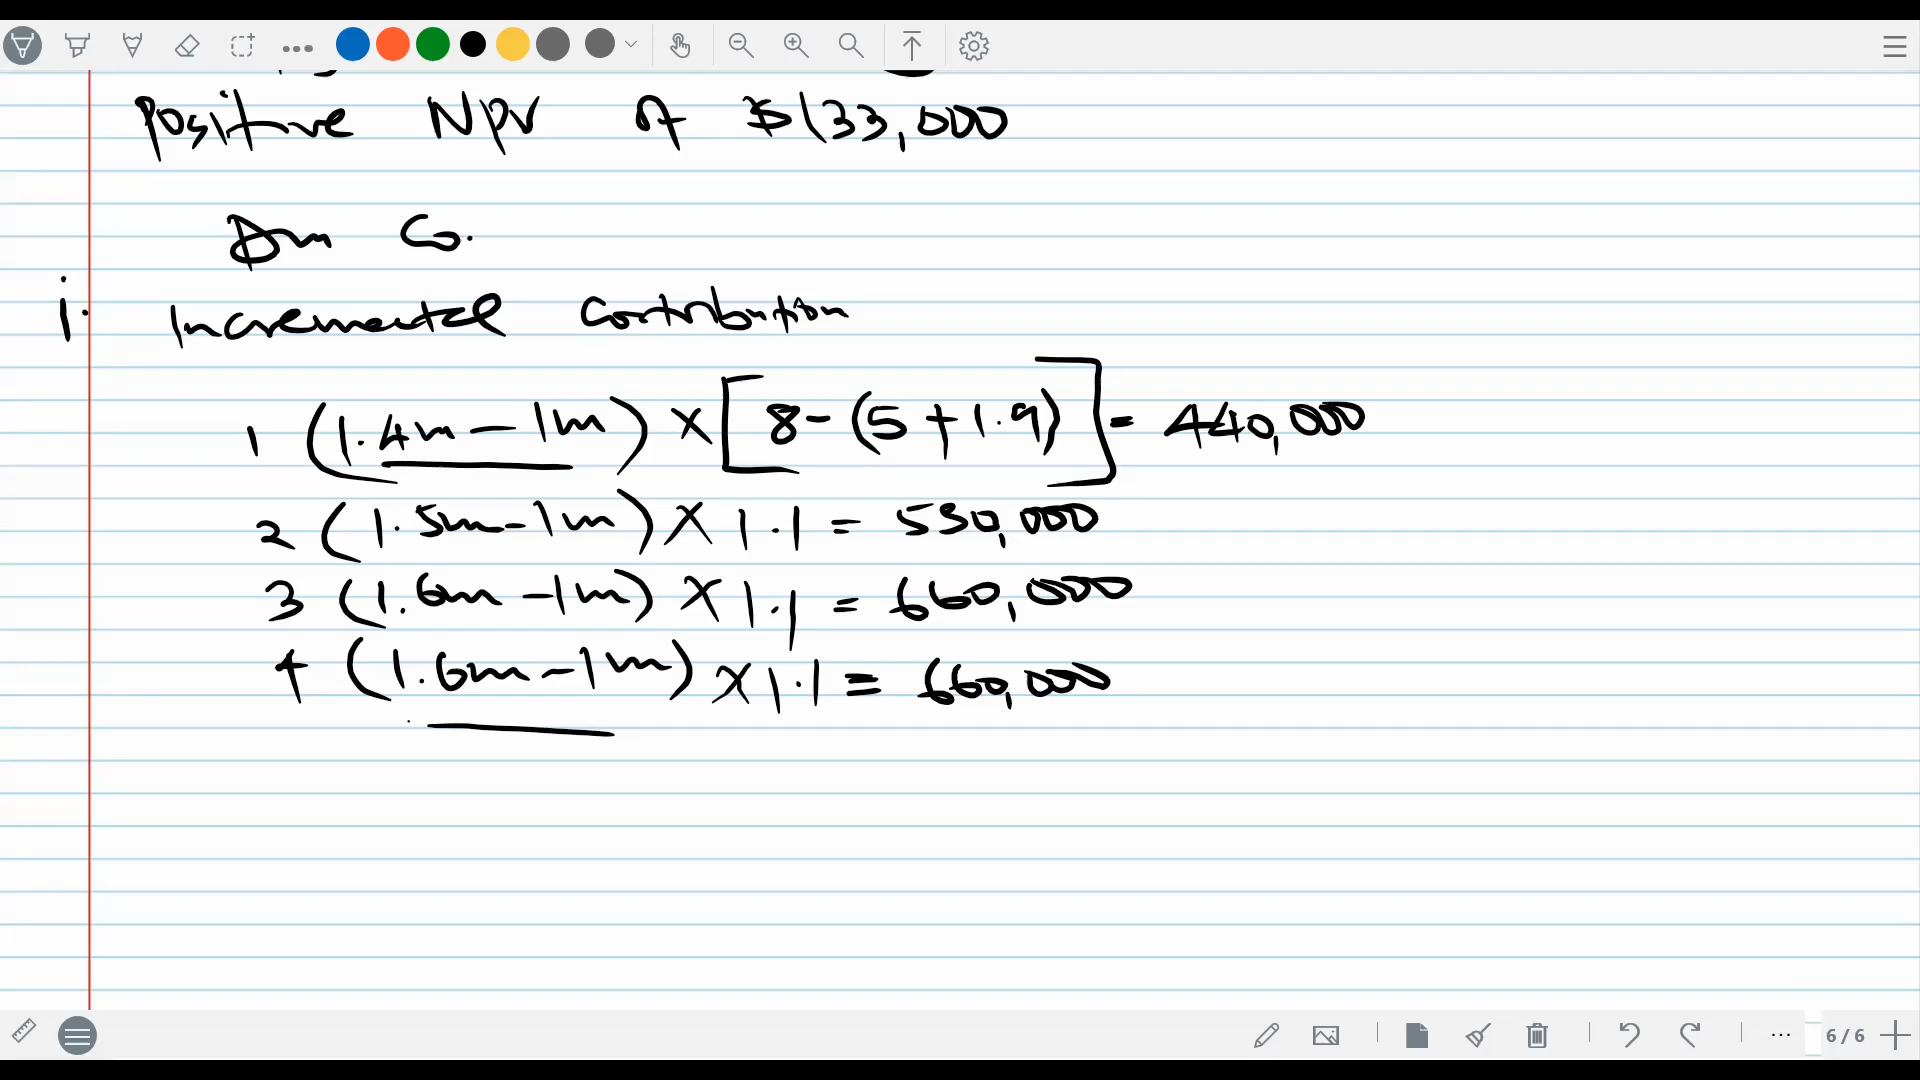 Positive NPV of $133,000
Dm Co.
i. Incremental Contribution
1 (1.4m - 1m) × [8 - (5 + 1.9)] = 440,000
2 (1.5m - 1m) × 1.1 = 550,000
3 (1.6m - 1m) × 1.1 = 660,000
4 (1.6m - 1m) × 1.1 = 660,000
6 / 6